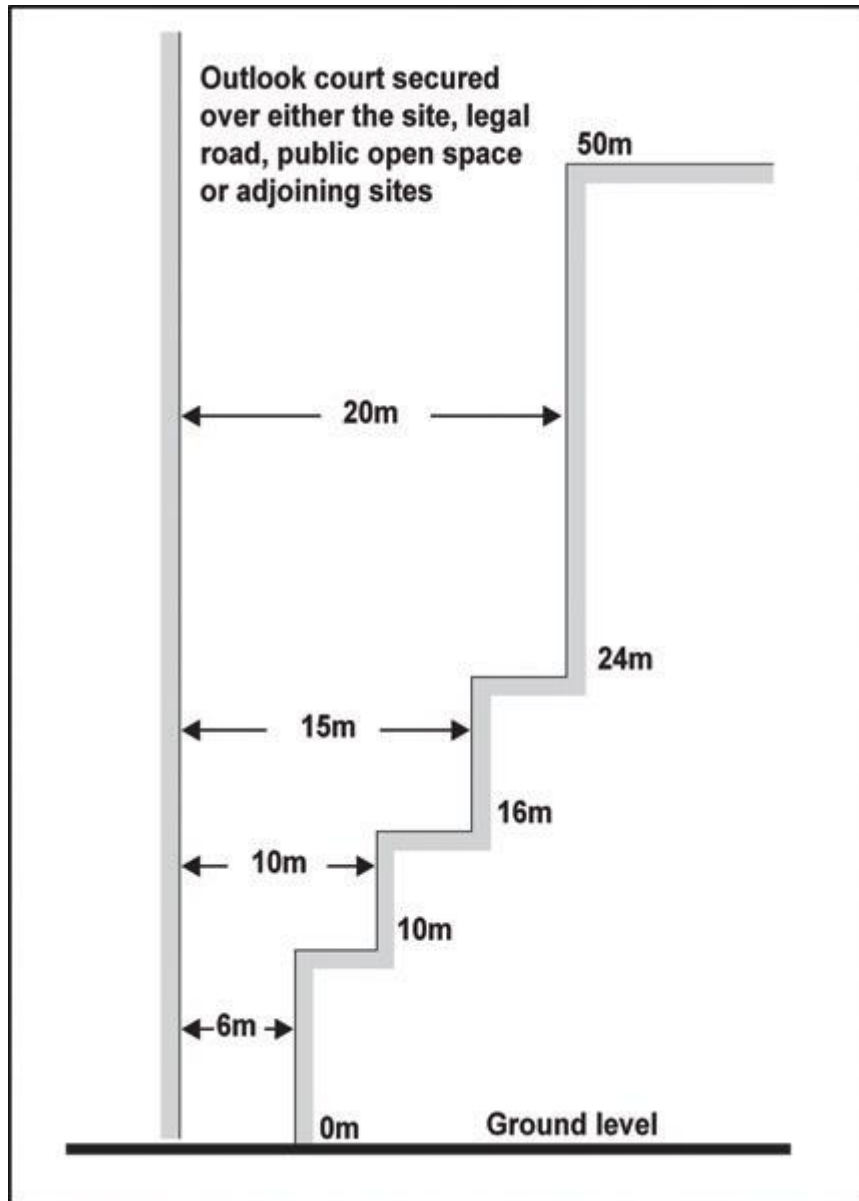 Outlook court secured
over either the site, legal
road, public open space
or adjoining sites
50m
20m
24m
15m
16m
10m
10m
6m
0m
Ground level